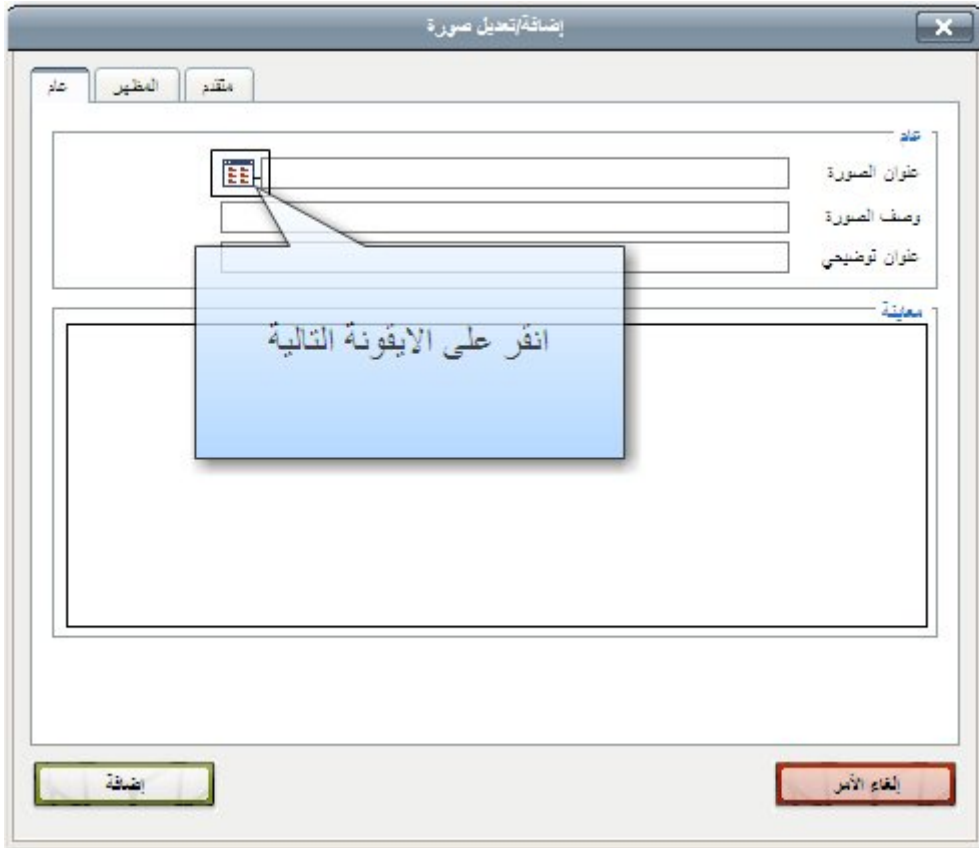 إضافة/تعديل صورة
عام
المظهر
متقدم
عام
عنوان الصورة
وصف الصورة
عنوان توضيحي
انقر على الايقونة التالية
معاينة
إلغاء الأمر
إضافة